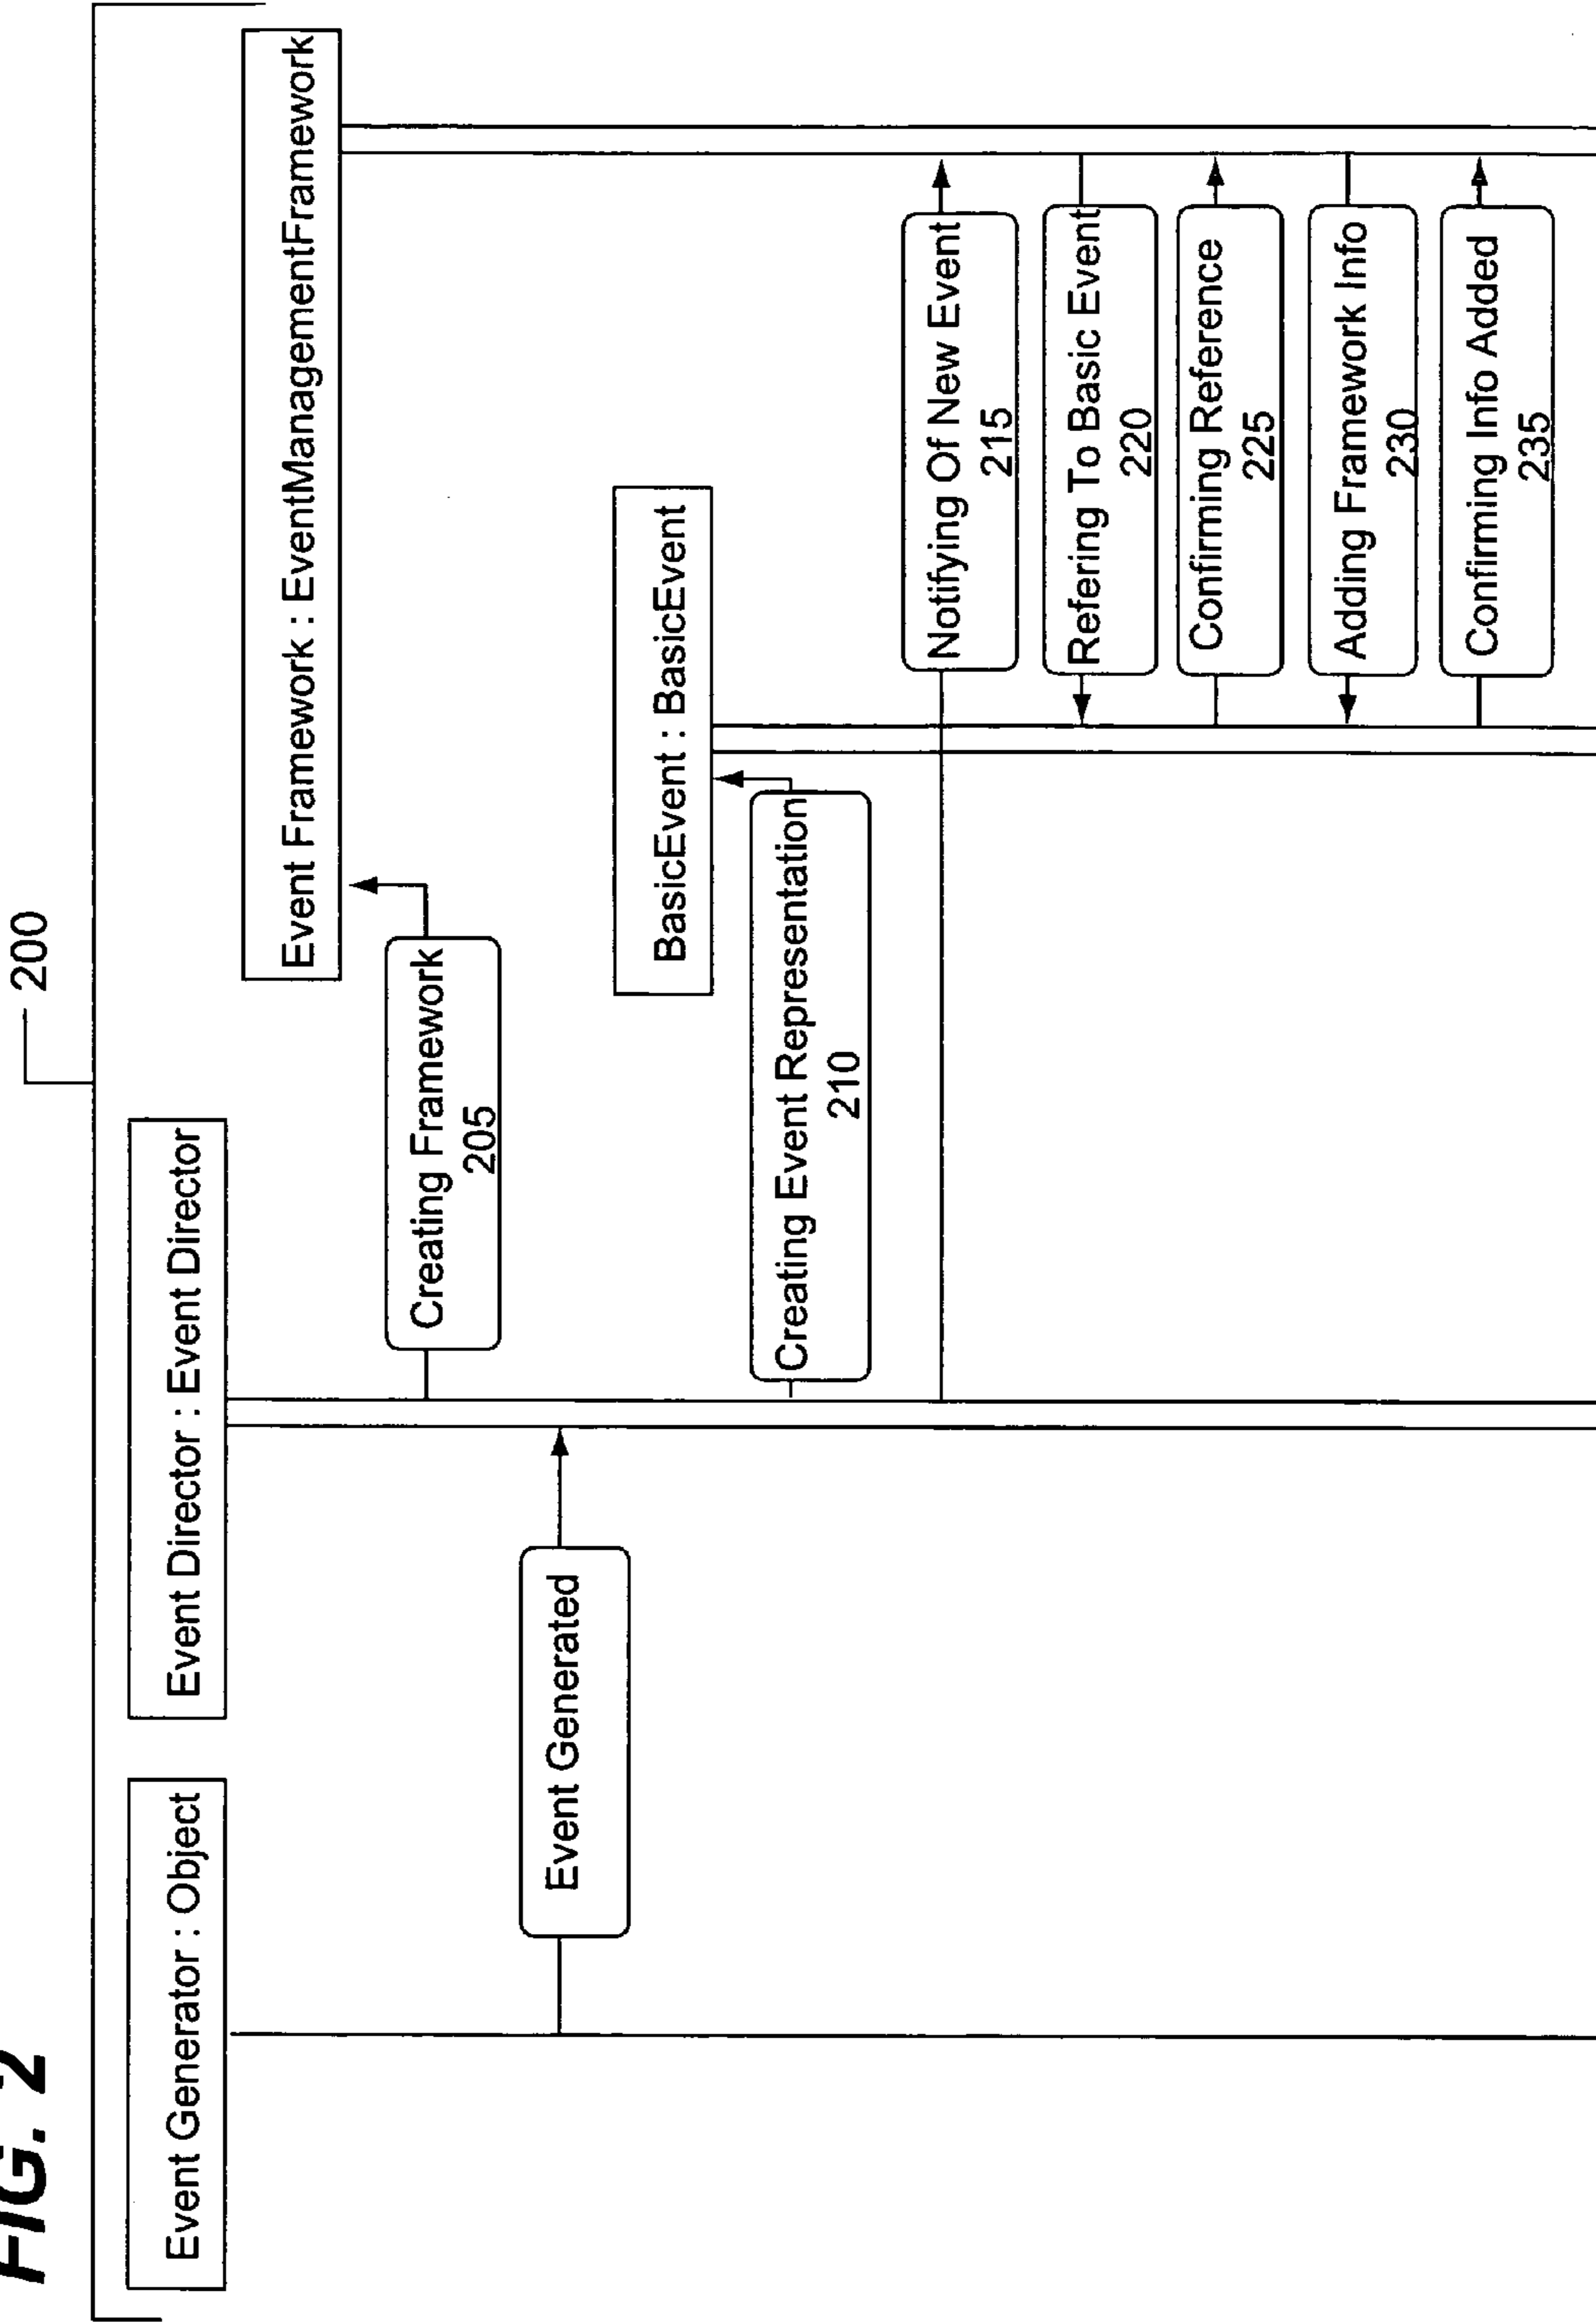 FIG. 2
200
Event Generator : Object
Event Director : Event Director
Event Framework : EventManagementFramework
Creating Framework
205
Event Generated
BasicEvent : BasicEvent
Creating Event Representation
210
Notifying Of New Event
215
Refering To Basic Event
220
Confirming Reference
225
Adding Framework Info
230
Confirming Info Added
235